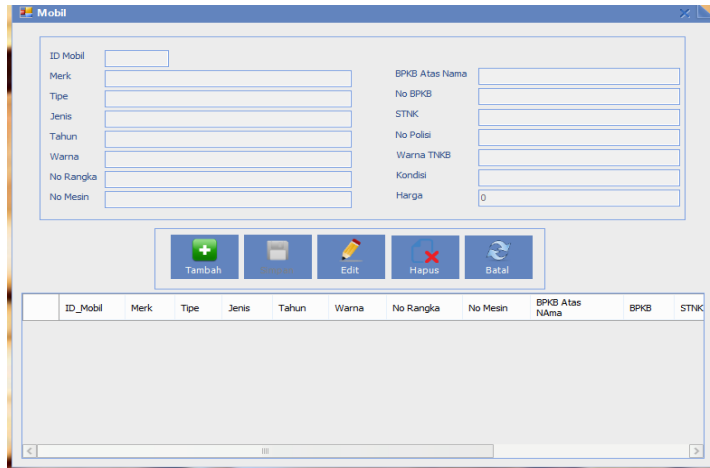 Mobil
ID Mobil
Merk
Tipe
Jenis
Tahun
Warna
No Rangka
No Mesin
BPKB Atas Nama
No BPKB
STNK
No Polisi
Warna TNKB
Kondisi
Harga 0
Tambah Edit Hapus Batal
ID_Mobil Merk Tipe Jenis Tahun Warna No Rangka No Mesin BPKB Atas NAma BPKB STNK